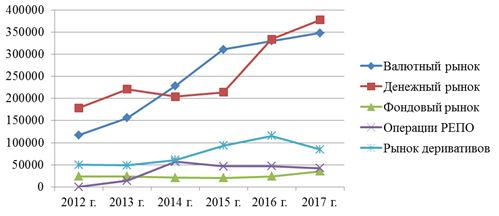 400000
350000
300000
250000
200000
150000
100000
50000
0
2012 г. 2013 г. 2014 г. 2015 г. 2016 г. 2017 г.
Валютный рынок
Денежный рынок
Фондовый рынок
Операции РЕПО
Рынок деривативов